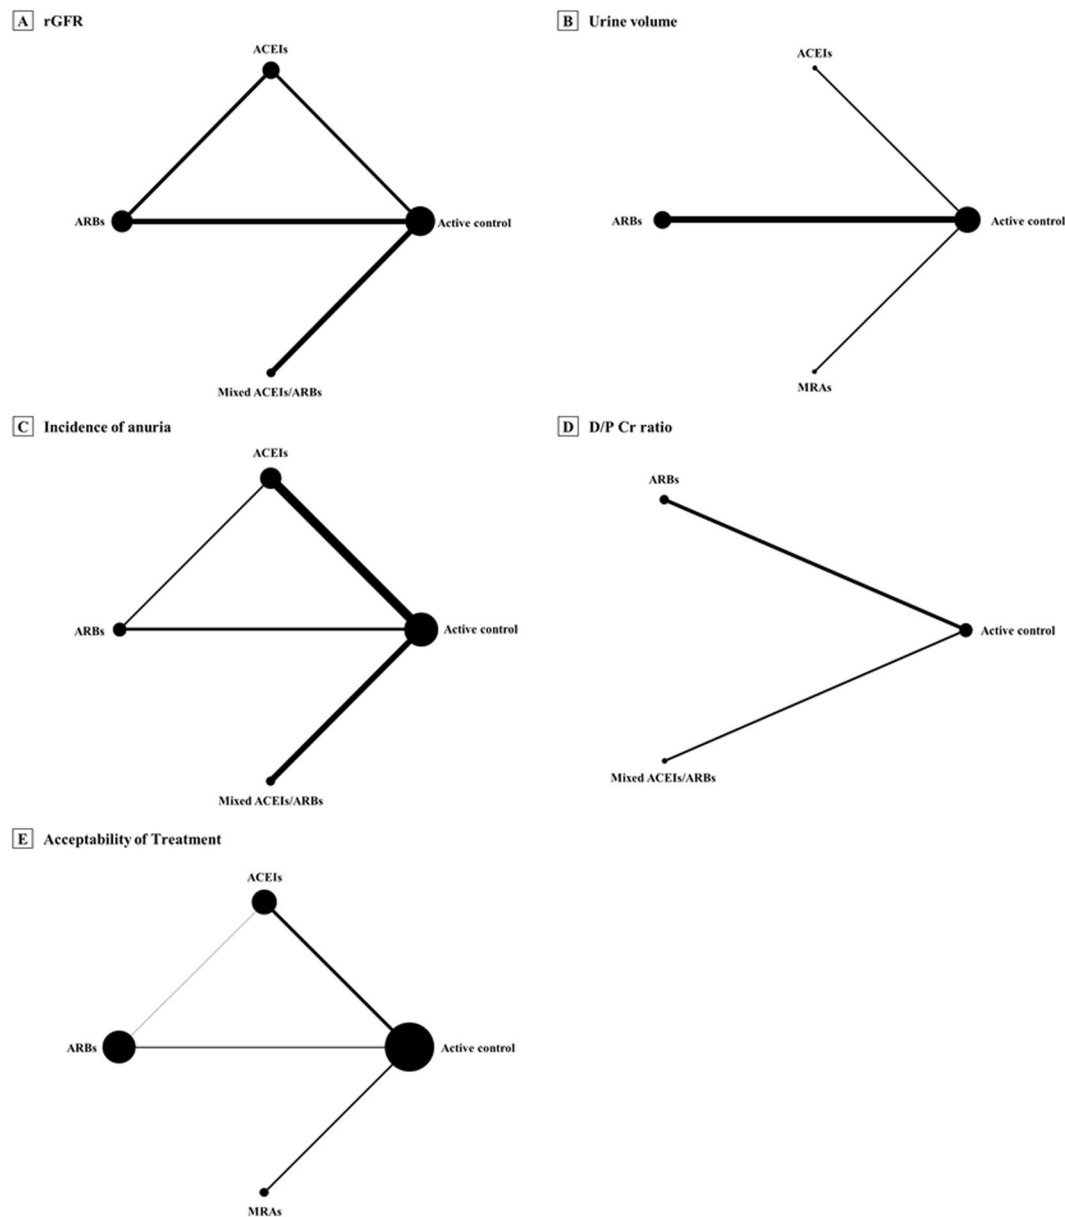 A rGFR
ACEIs
ARBs
Active control
Mixed ACEIs/ARBs
B Urine volume
ACEIs
ARBs
Active control
MRAs
C Incidence of anuria
ACEIs
ARBs
Active control
Mixed ACEIs/ARBs
D D/P Cr ratio
ARBs
Active control
Mixed ACEIs/ARBs
E Acceptability of Treatment
ACEIs
ARBs
Active control
MRAs